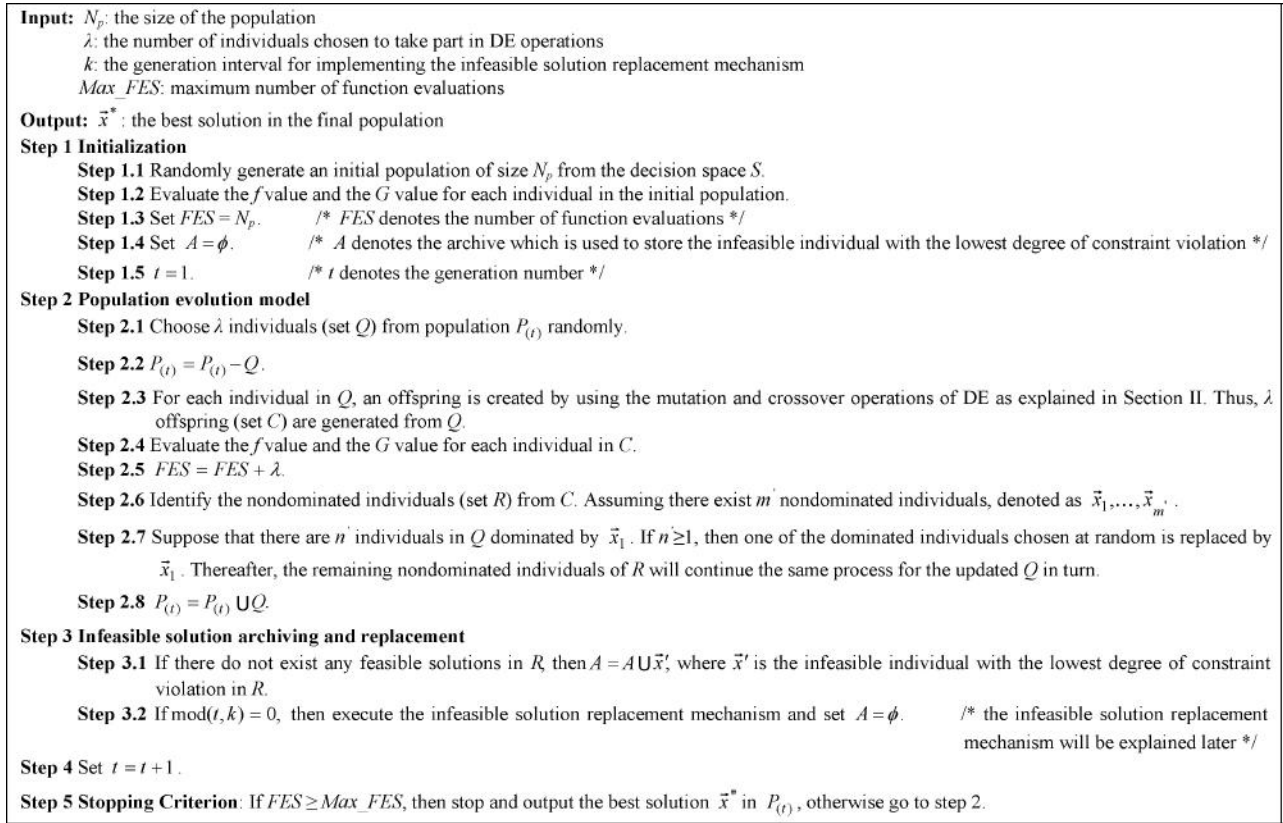 Input: N_p: the size of the population
λ: the number of individuals chosen to take part in DE operations
k: the generation interval for implementing the infeasible solution replacement mechanism
Max_FES: maximum number of function evaluations
Output: x⃗*: the best solution in the final population
Step 1 Initialization
Step 1.1 Randomly generate an initial population of size N_p from the decision space S.
Step 1.2 Evaluate the f value and the G value for each individual in the initial population.
Step 1.3 Set FES = N_p. /* FES denotes the number of function evaluations */
Step 1.4 Set A = ϕ. /* A denotes the archive which is used to store the infeasible individual with the lowest degree of constraint violation */
Step 1.5 t = 1. /* t denotes the generation number */
Step 2 Population evolution model
Step 2.1 Choose λ individuals (set Q) from population P_(t) randomly.
Step 2.2 P_(t) = P_(t) − Q.
Step 2.3 For each individual in Q, an offspring is created by using the mutation and crossover operations of DE as explained in Section II. Thus, λ
offspring (set C) are generated from Q.
Step 2.4 Evaluate the f value and the G value for each individual in C.
Step 2.5 FES = FES + λ.
Step 2.6 Identify the nondominated individuals (set R) from C. Assuming there exist m' nondominated individuals, denoted as x⃗_1,…,x⃗_m'.
Step 2.7 Suppose that there are n' individuals in Q dominated by x⃗_1. If n'≥1, then one of the dominated individuals chosen at random is replaced by
x⃗_1. Thereafter, the remaining nondominated individuals of R will continue the same process for the updated Q in turn.
Step 2.8 P_(t) = P_(t) ∪ Q.
Step 3 Infeasible solution archiving and replacement
Step 3.1 If there do not exist any feasible solutions in R, then A = A ∪ x⃗', where x⃗' is the infeasible individual with the lowest degree of constraint
violation in R.
Step 3.2 If mod(t,k) = 0, then execute the infeasible solution replacement mechanism and set A = ϕ. /* the infeasible solution replacement
mechanism will be explained later */
Step 4 Set t = t + 1.
Step 5 Stopping Criterion: If FES ≥ Max_FES, then stop and output the best solution x⃗* in P_(t), otherwise go to step 2.